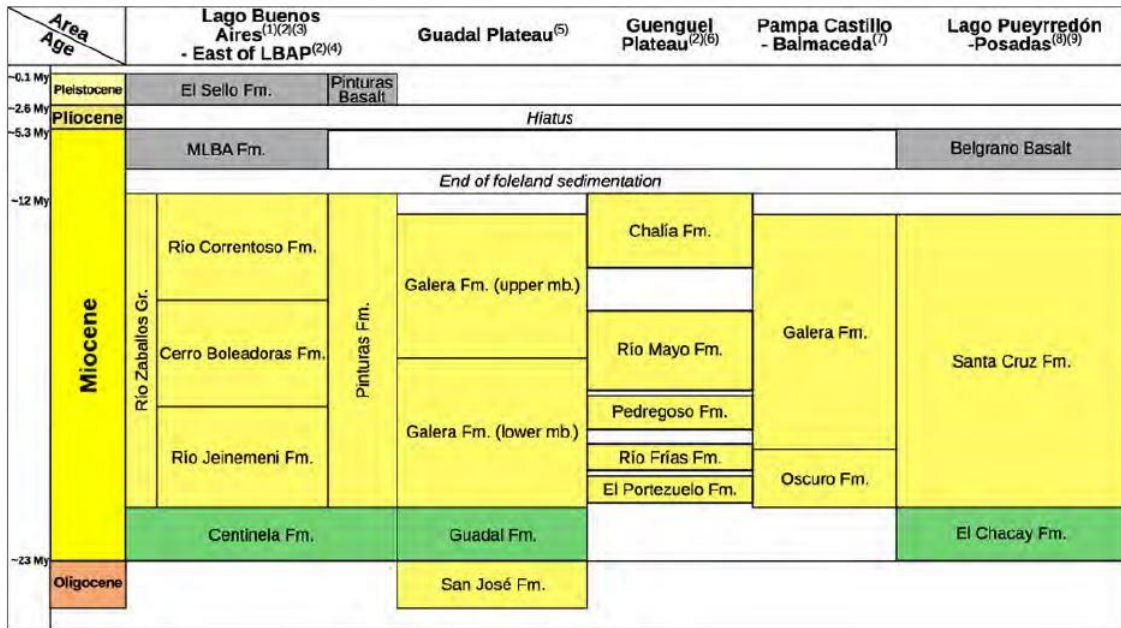 Area
Age
Lago Buenos
Aires(1)(2)(3)
- East of LBAP(2)(4)
Guadal Plateau(5)
Guenguel
Plateau(2)(6)
Pampa Castillo
- Balmaceda(7)
Lago Pueyrredón
-Posadas(8)(9)
~0.1 My
Pleistocene
El Sello Fm.
Pinturas
Basalt
~2.6 My
Pliocene
Hiatus
~5.3 My
MLBA Fm.
Belgrano Basalt
End of foleland sedimentation
~12 My
Miocene
Río Zaballos Gr.
Río Correntoso Fm.
Cerro Boleadoras Fm.
Río Jeinemeni Fm.
Pinturas Fm.
Galera Fm. (upper mb.)
Galera Fm. (lower mb.)
Chalía Fm.
Río Mayo Fm.
Pedregoso Fm.
Río Frías Fm.
El Portezuelo Fm.
Galera Fm.
Oscuro Fm.
Santa Cruz Fm.
Centinela Fm.
Guadal Fm.
El Chacay Fm.
~23 My
Oligocene
San José Fm.